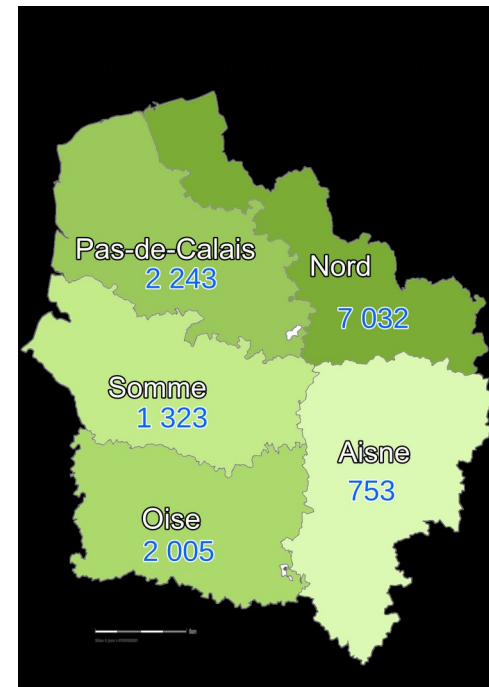 Pas-de-Calais
2 243
Nord
7 032
Somme
1 323
Aisne
753
Oise
2 005